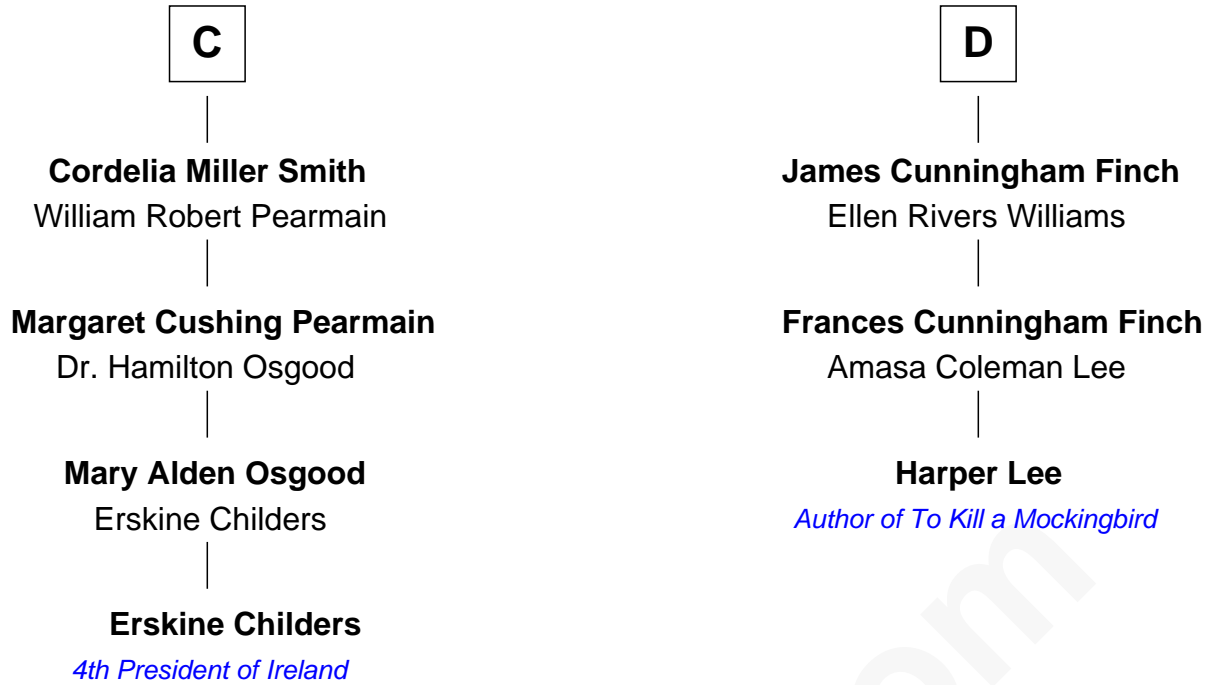 C
Cordelia Miller Smith
William Robert Pearmain
Margaret Cushing Pearmain
Dr. Hamilton Osgood
Mary Alden Osgood
Erskine Childers
Erskine Childers
4th President of Ireland
D
James Cunningham Finch
Ellen Rivers Williams
Frances Cunningham Finch
Amasa Coleman Lee
Harper Lee
Author of To Kill a Mockingbird
om